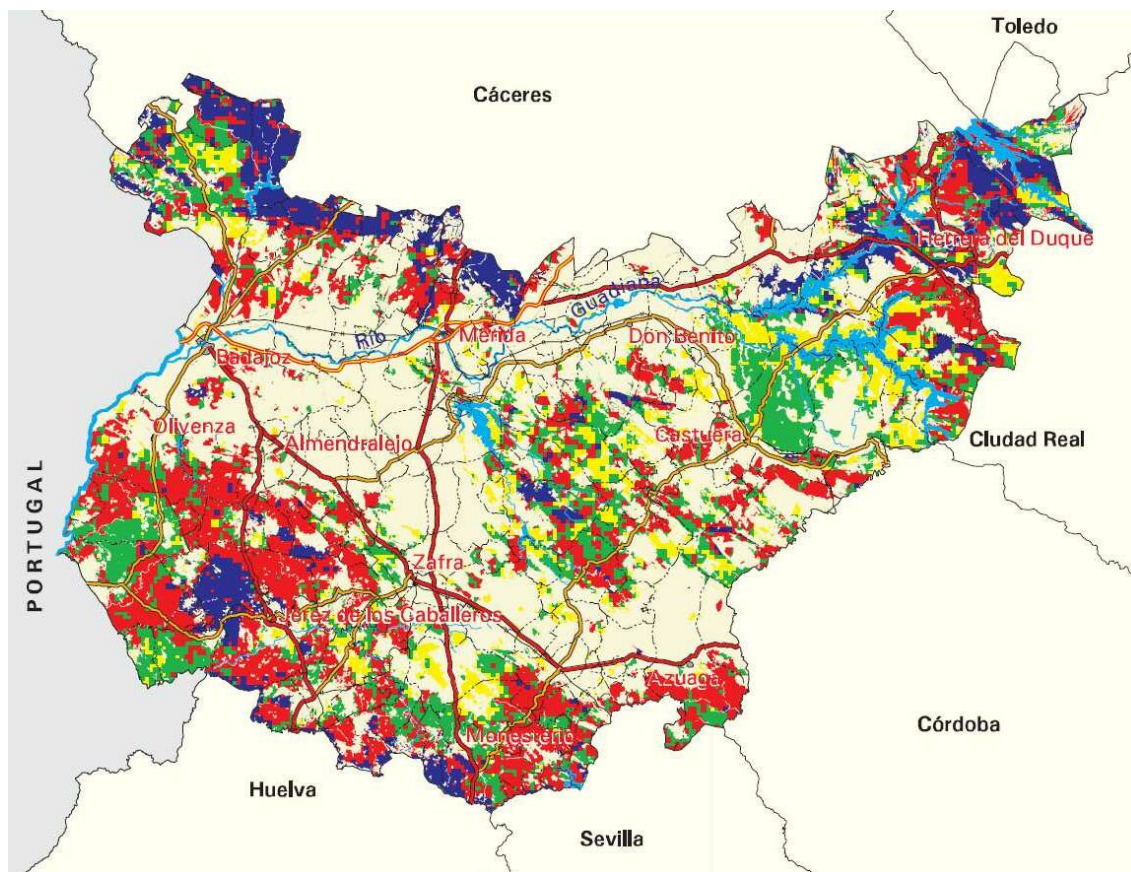 Toledo
Cáceres
Herrera del Duque
Río
Guadiana
Mérida
Don Benito
Badajoz
Olivenza
Almendralejo
Castuera
CIudad Real
PORTUGAL
Zafra
Jerez de los Caballeros
Azuaga
Monesterio
Córdoba
Huelva
Sevilla